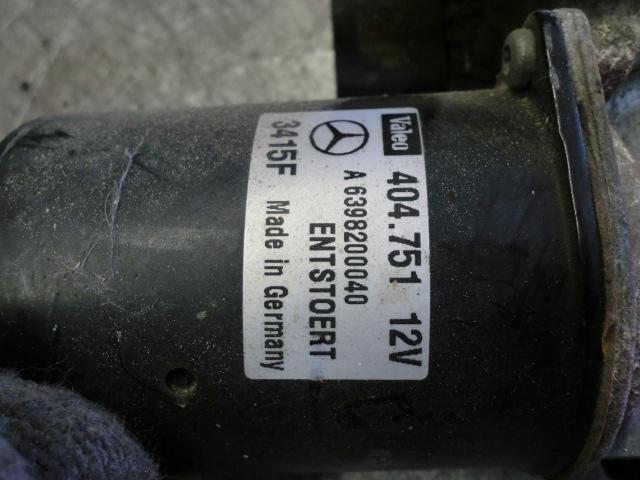 Valeo 404.751 12V
A 6398200040
ENTSTOERT
3415F Made in Germany